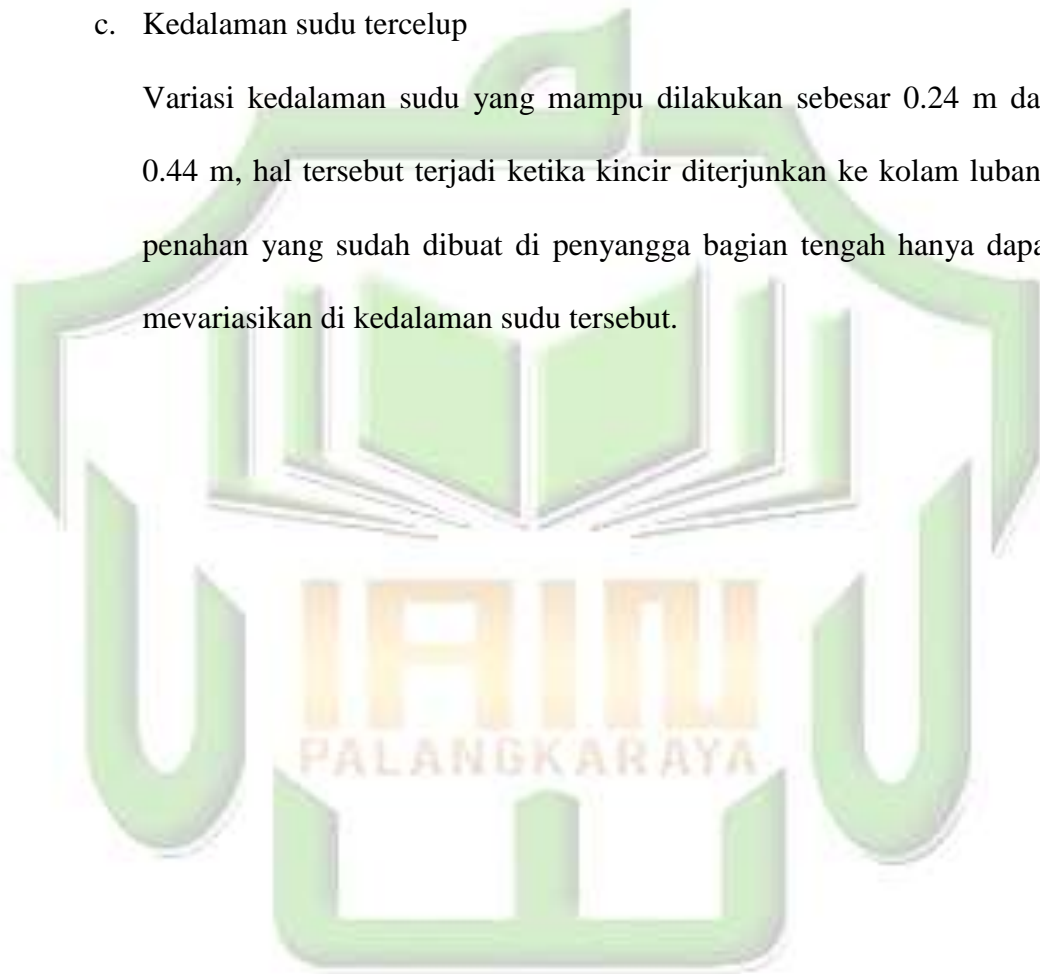 c. Kedalaman sudu tercelup
Variasi kedalaman sudu yang mampu dilakukan sebesar 0.24 m da
0.44 m, hal tersebut terjadi ketika kincir diterjunkan ke kolam luban
penahan yang sudah dibuat di penyangga bagian tengah hanya dapa
mevariasikan di kedalaman sudu tersebut.
IAIN
PALANGKARAYA